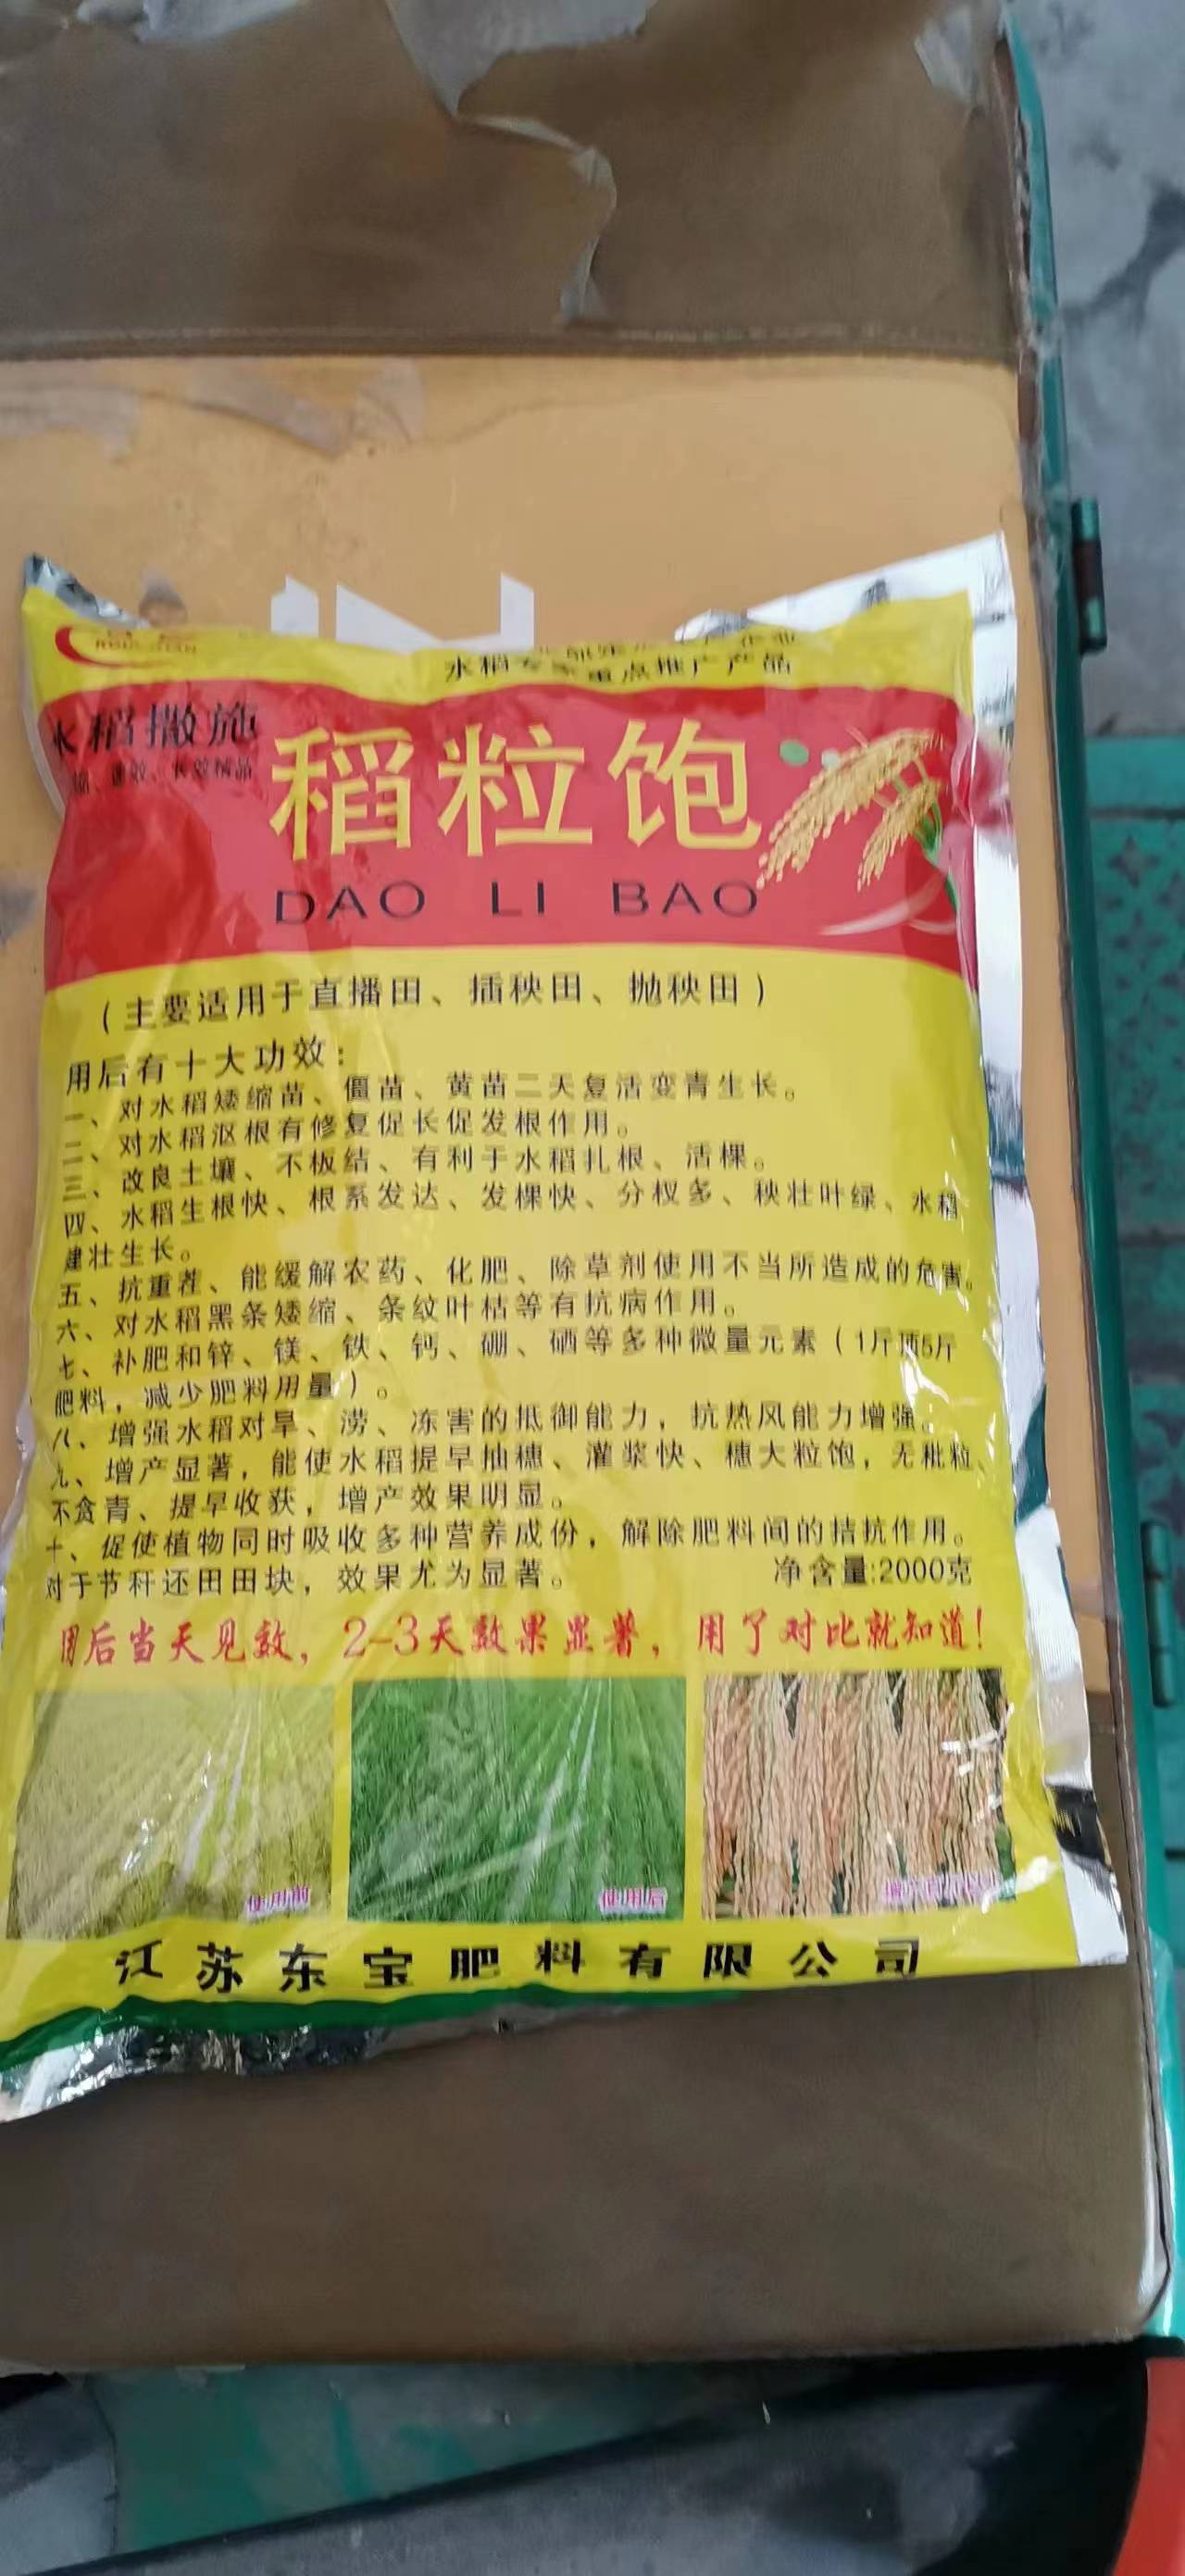 水稻专家重点推广产品
水稻撒施
速效、长效精品
稻粒饱
DAO LI BAO
（主要适用于直播田、插秧田、抛秧田）
用后有十大功效：
一、对水稻矮缩苗、僵苗、黄苗二天复活变青生长。
二、对水稻沤根有修复促长促发根作用。
三、改良土壤、不板结、有利于水稻扎根、活棵。
四、水稻生根快、根系发达、发棵快、分杈多、秧壮叶绿、水稻
建壮生长。
五、抗重茬、能缓解农药、化肥、除草剂使用不当所造成的危害。
六、对水稻黑条矮缩、条纹叶枯等有抗病作用。
七、补肥和锌、镁、铁、钙、硼、硒等多种微量元素（1斤顶5斤
肥料，减少肥料用量）。
八、增强水稻对旱、涝、冻害的抵御能力，抗热风能力增强。
九、增产显著，能使水稻提早抽穗、灌浆快、穗大粒饱，无秕粒、
不贪青、提早收获，增产效果明显。
十、促使植物同时吸收多种营养成份，解除肥料间的拮抗作用。
对于节秆还田田块，效果尤为显著。 净含量:2000克
用后当天见效，2-3天效果显著，用了对比就知道！
使用前 使用后
江苏东宝肥料有限公司